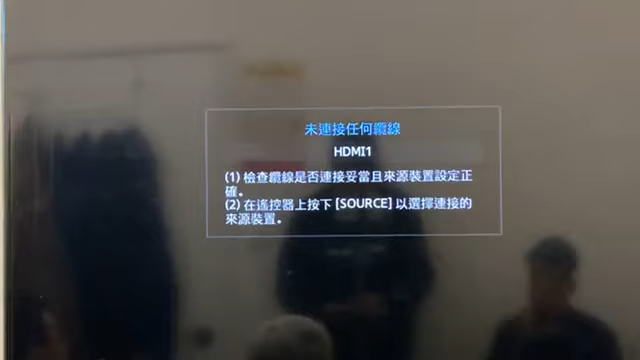 未連接任何纜線
HDMI1
(1) 檢查纜線是否連接妥當且來源裝置設定正
確。
(2) 在遙控器上按下 [SOURCE] 以選擇連接的
來源裝置。